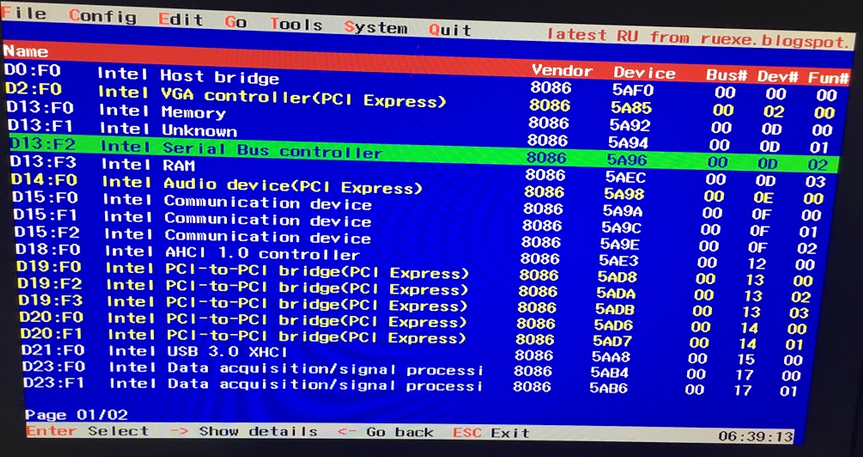 File Config Edit Go Tools System Quit latest RU from ruexe.blogspot.
Name Vendor Device Bus# Dev# Fun#
D0:F0 Intel Host bridge 8086 5AF0 00 00 00
D2:F0 Intel VGA controller(PCI Express) 8086 5A85 00 02 00
D13:F0 Intel Memory 8086 5A92 00 0D 00
D13:F1 Intel Unknown 8086 5A94 00 0D 01
D13:F2 Intel Serial Bus controller 8086 5A96 00 0D 02
D13:F3 Intel RAM 8086 5AEC 00 0D 03
D14:F0 Intel Audio device(PCI Express) 8086 5A98 00 0E 00
D15:F0 Intel Communication device 8086 5A9A 00 0F 00
D15:F1 Intel Communication device 8086 5A9C 00 0F 01
D15:F2 Intel Communication device 8086 5A9E 00 0F 02
D18:F0 Intel AHCI 1.0 controller 8086 5AE3 00 12 00
D19:F0 Intel PCI-to-PCI bridge(PCI Express) 8086 5AD8 00 13 00
D19:F2 Intel PCI-to-PCI bridge(PCI Express) 8086 5ADA 00 13 02
D19:F3 Intel PCI-to-PCI bridge(PCI Express) 8086 5ADB 00 13 03
D20:F0 Intel PCI-to-PCI bridge(PCI Express) 8086 5AD6 00 14 00
D20:F1 Intel PCI-to-PCI bridge(PCI Express) 8086 5AD7 00 14 01
D21:F0 Intel USB 3.0 XHCI 8086 5AA8 00 15 00
D23:F0 Intel Data acquisition/signal processi 8086 5AB4 00 17 00
D23:F1 Intel Data acquisition/signal processi 8086 5AB6 00 17 01
Page 01/02
Enter Select -> Show details <- Go back ESC Exit 06:39:13